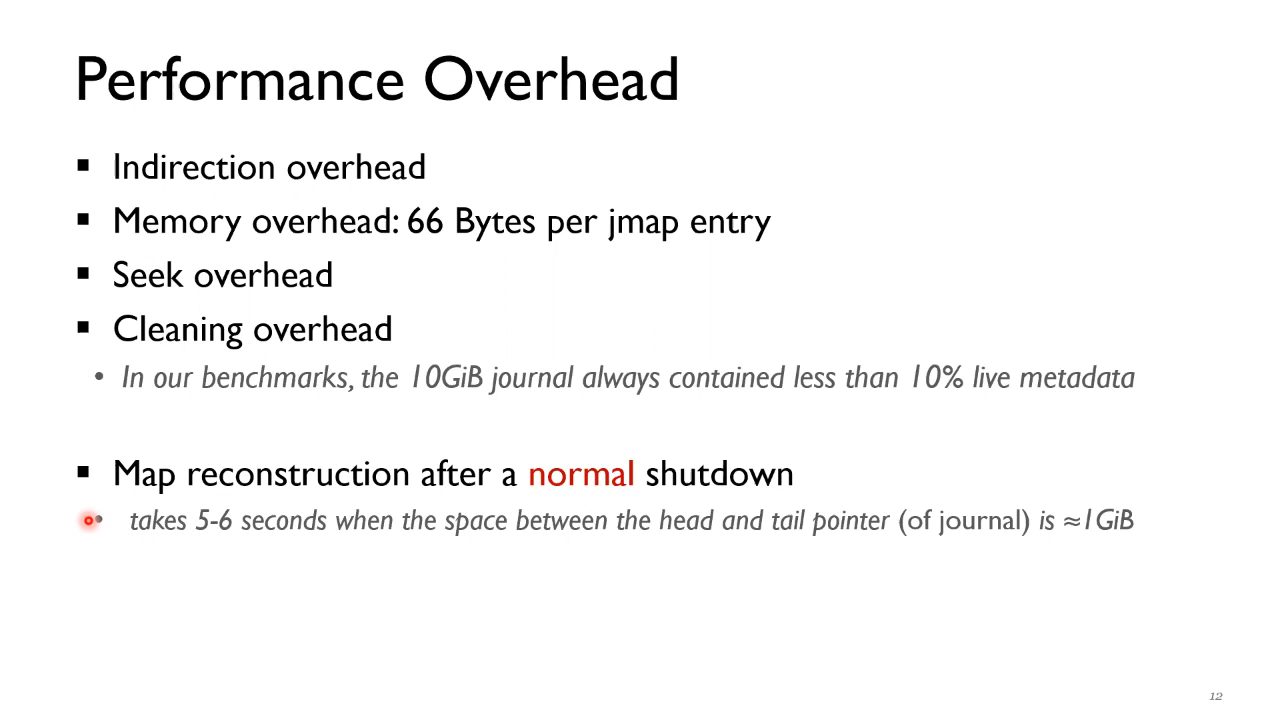 Performance Overhead
▪ Indirection overhead
▪ Memory overhead: 66 Bytes per jmap entry
▪ Seek overhead
▪ Cleaning overhead
• In our benchmarks, the 10GiB journal always contained less than 10% live metadata
▪ Map reconstruction after a normal shutdown
• takes 5-6 seconds when the space between the head and tail pointer (of journal) is ≈1GiB
12